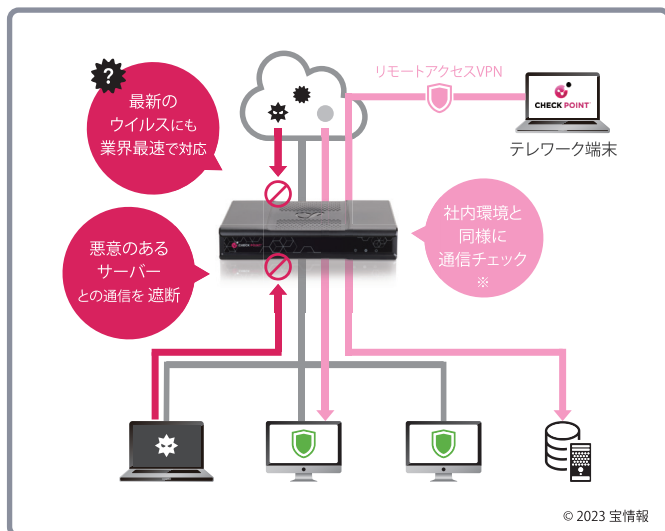 ?
最新の
ウイルスにも
業界最速で対応
リモートアクセスVPN
CHECK POINT
テレワーク端末
社内環境と
同様に
通信チェック
※
悪意のある
サーバー
との通信を 遮断
CHECK POINT
© 2023 宝情報